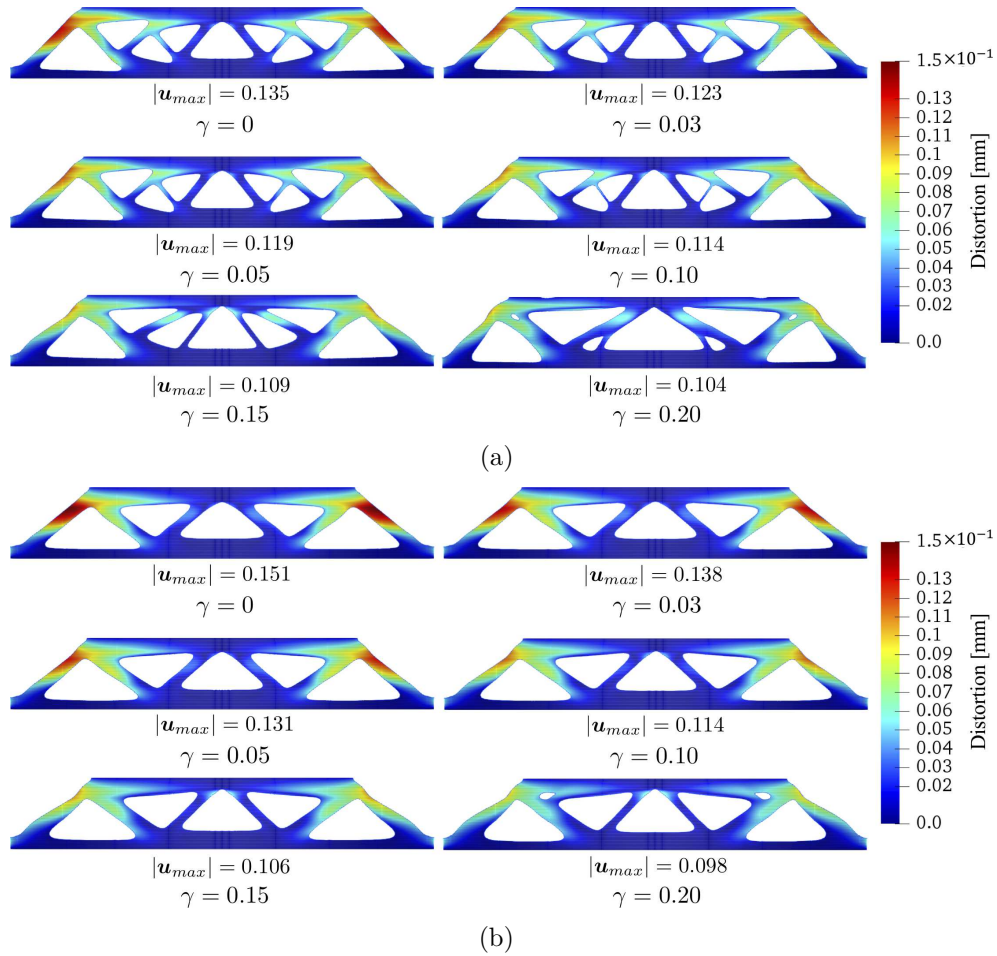 |u_max| = 0.135
γ = 0
|u_max| = 0.123
γ = 0.03
|u_max| = 0.119
γ = 0.05
|u_max| = 0.114
γ = 0.10
|u_max| = 0.109
γ = 0.15
|u_max| = 0.104
γ = 0.20
1.5×10⁻¹
0.13
0.12
0.11
0.1
0.09
0.08
0.07
0.06
0.05
0.04
0.03
0.02
0.0
Distortion [mm]
(a)
|u_max| = 0.151
γ = 0
|u_max| = 0.138
γ = 0.03
|u_max| = 0.131
γ = 0.05
|u_max| = 0.114
γ = 0.10
|u_max| = 0.106
γ = 0.15
|u_max| = 0.098
γ = 0.20
1.5×10⁻¹
0.13
0.12
0.11
0.1
0.09
0.08
0.07
0.06
0.05
0.04
0.03
0.02
0.0
Distortion [mm]
(b)